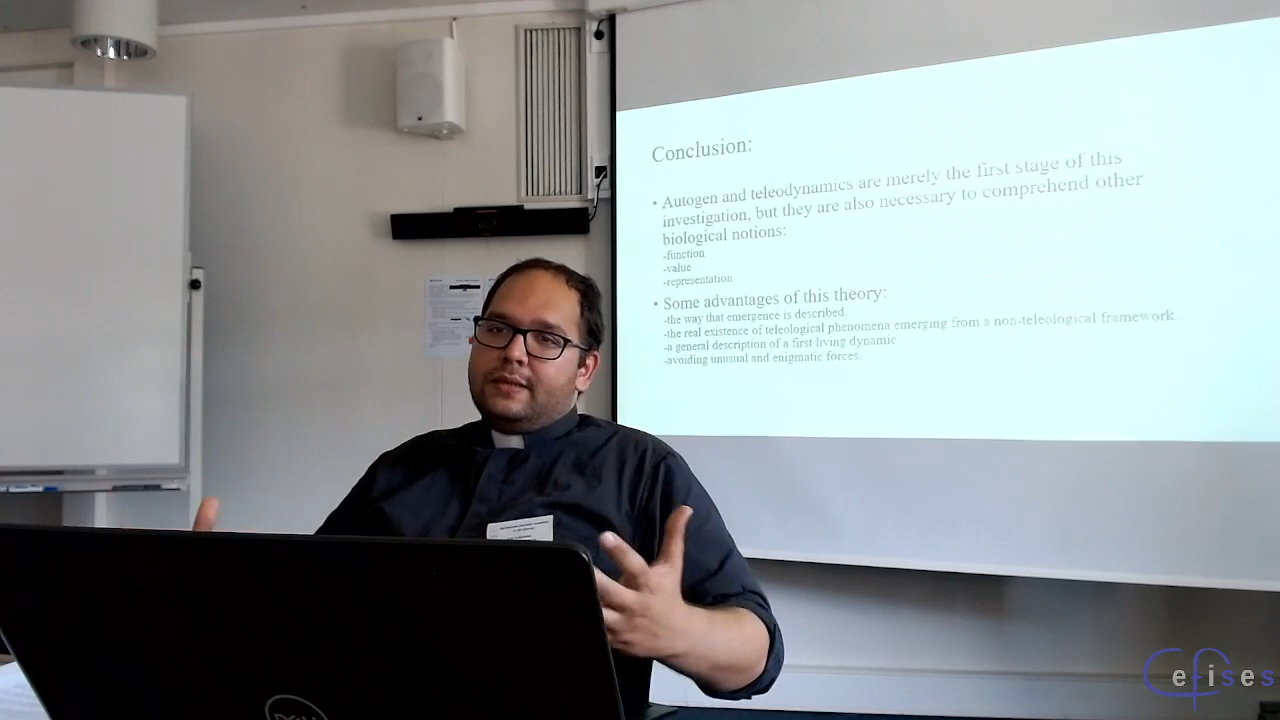 Conclusion:
• Autogen and teleodynamics are merely the first stage of this
investigation, but they are also necessary to comprehend other
biological notions:
-function
-value
-representation
• Some advantages of this theory:
-the way that emergence is described.
-the real existence of teleological phenomena emerging from a non-teleological framework.
-a general description of a first living dynamic.
-avoiding unusual and enigmatic forces.
DELL
Cefises